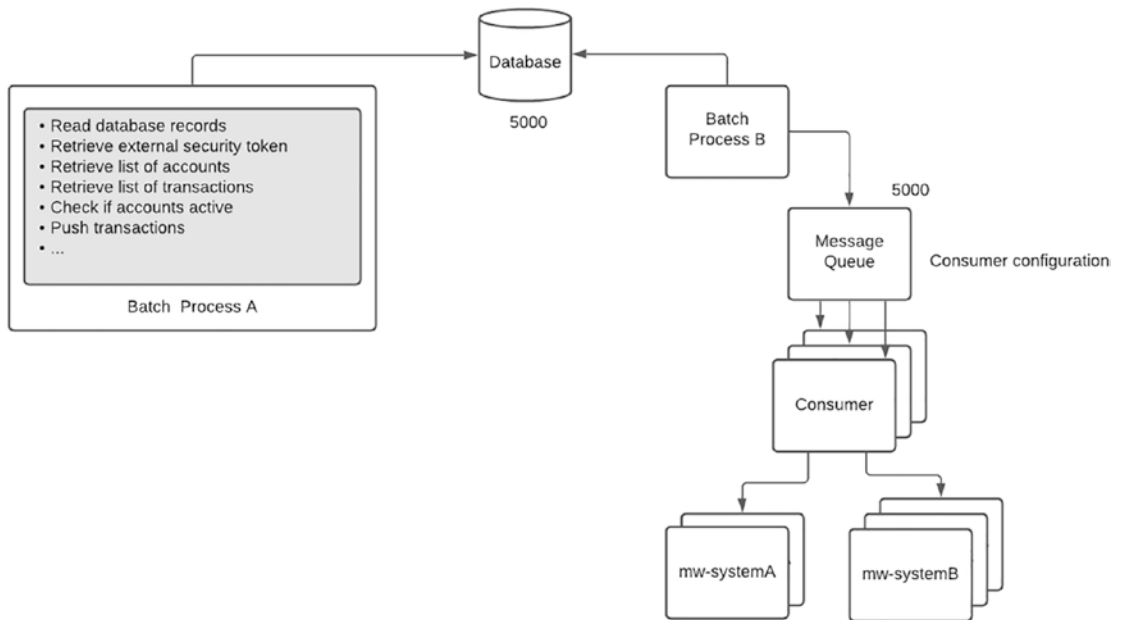 Database
5000
• Read database records
• Retrieve external security token
• Retrieve list of accounts
• Retrieve list of transactions
• Check if accounts active
• Push transactions
• ...
Batch Process A
Batch
Process B
5000
Message
Queue
Consumer configuration
Consumer
mw-systemA
mw-systemB